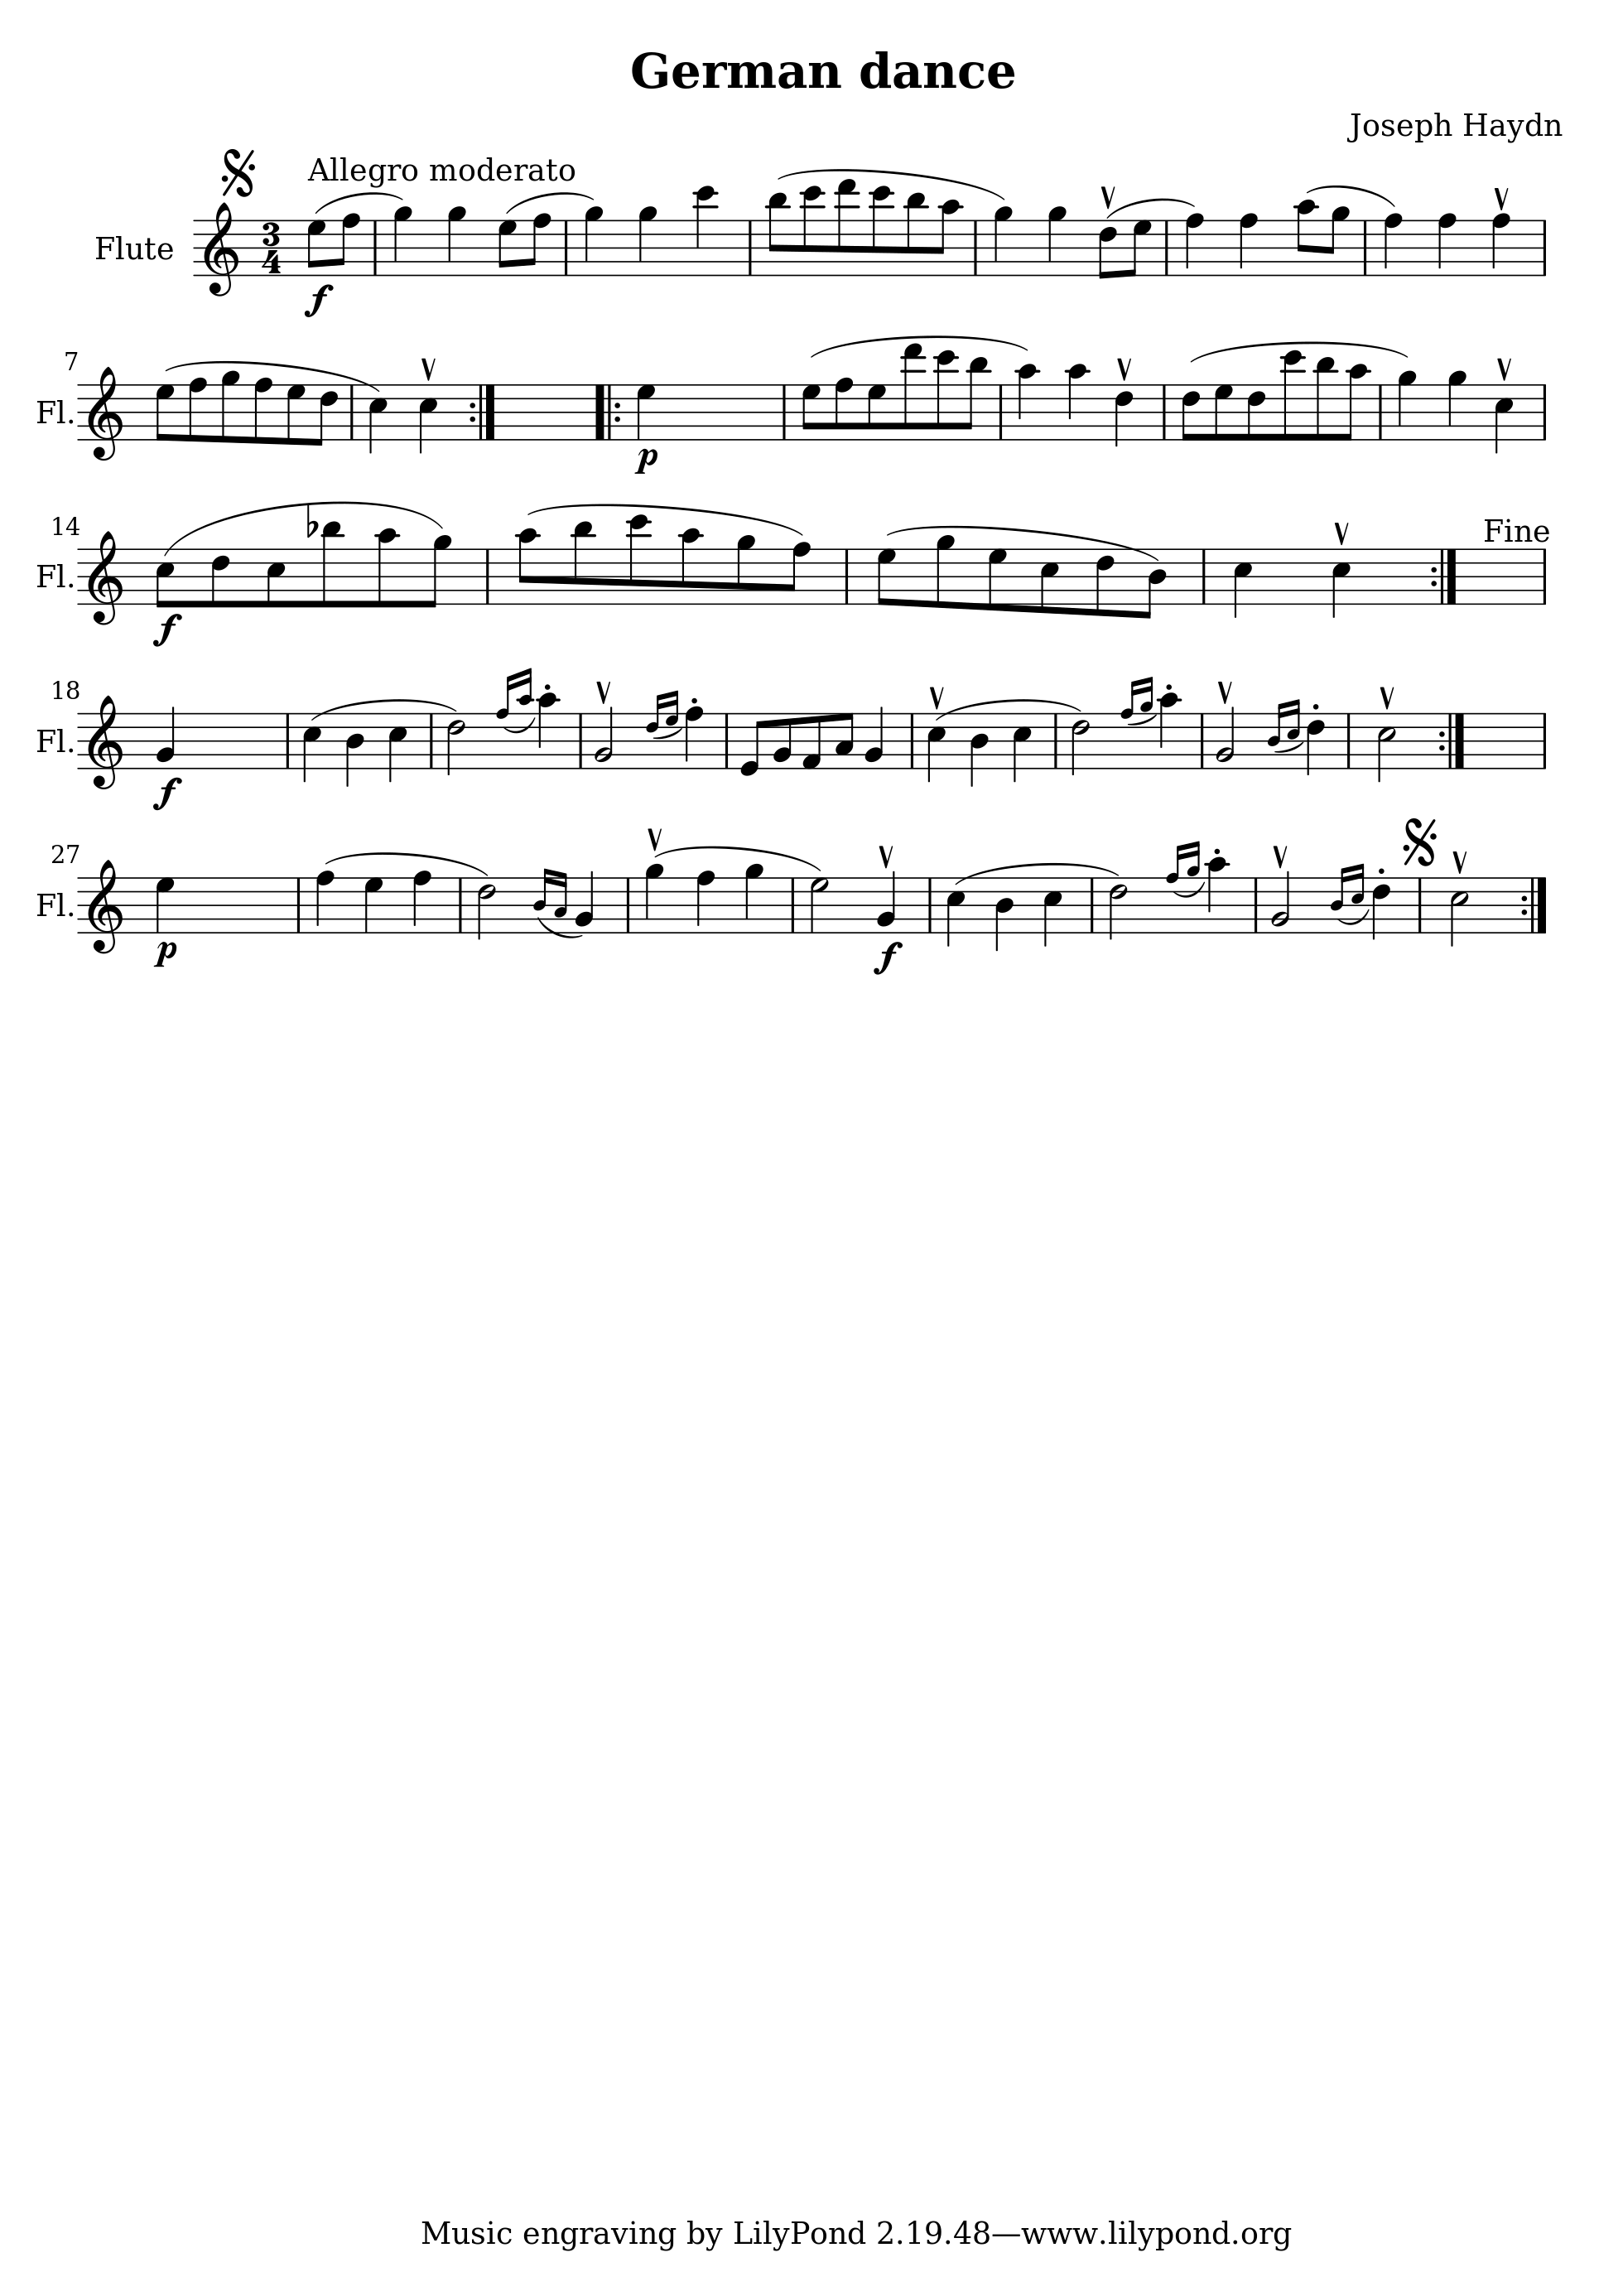 German dance
Joseph Haydn
Allegro moderato
Flute
3
4
f
7
Fl.
p
14
Fl.
f
Fine
18
Fl.
f
27
Fl.
p
f
Music engraving by LilyPond 2.19.48—www.lilypond.org